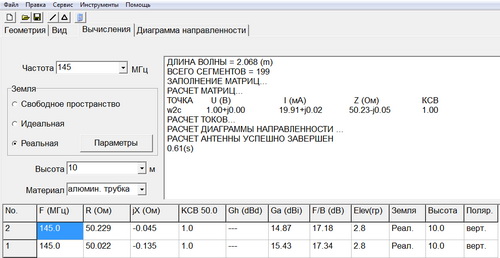 Файл Правка Сервис Инструменты Помощь
Геометрия Вид Вычисления Диаграмма направленности
Частота 145 МГц
Земля
Свободное пространство
Идеальная
Реальная Параметры
Высота 10 м
Материал алюмин. трубка
ДЛИНА ВОЛНЫ = 2.068 (m)
ВСЕГО СЕГМЕНТОВ = 199
ЗАПОЛНЕНИЕ МАТРИЦ...
РАСЧЕТ МАТРИЦ...
ТОЧКА U (В) I (мА) Z (Ом) КСВ
w2c 1.00+j0.00 19.91+j0.02 50.23-j0.05 1.00
РАСЧЕТ ТОКОВ...
РАСЧЕТ ДИАГРАММЫ НАПРАВЛЕННОСТИ ...
РАСЧЕТ АНТЕННЫ УСПЕШНО ЗАВЕРШЕН
0.61(s)
No. F (МГц) R (Ом) jX (Ом) КСВ 50.0 Gh (dBd) Ga (dBi) F/B (dB) Elev(гр) Земля Высота Поляр.
2 145.0 50.229 -0.045 1.0 --- 14.87 17.18 2.8 Реал. 10.0 верт.
1 145.0 50.022 -0.135 1.0 --- 15.43 17.34 2.8 Реал. 10.0 верт.